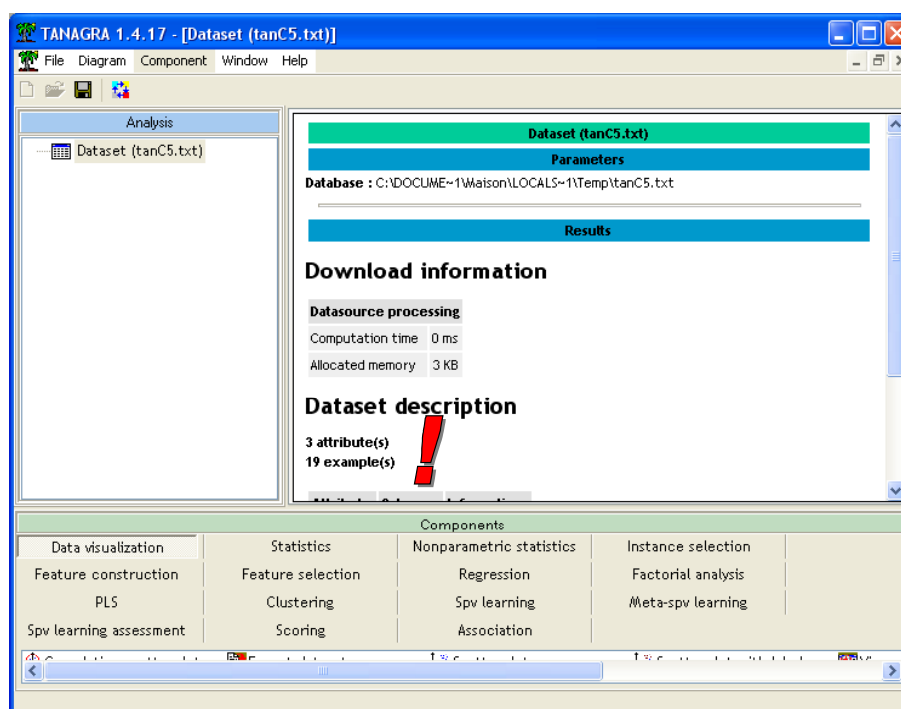 TANAGRA 1.4.17 - [Dataset (tanC5.txt)]
File Diagram Component Window Help
Analysis
Dataset (tanC5.txt)
Dataset (tanC5.txt)
Parameters
Database : C:\DOCUME~1\Maison\LOCALS~1\Temp\tanC5.txt
Results
Download information
Datasource processing
Computation time 0 ms
Allocated memory 3 KB
Dataset description
3 attribute(s)
19 example(s)
Components
Data visualization Statistics Nonparametric statistics Instance selection
Feature construction Feature selection Regression Factorial analysis
PLS Clustering Spv learning Meta-spv learning
Spv learning assessment Scoring Association